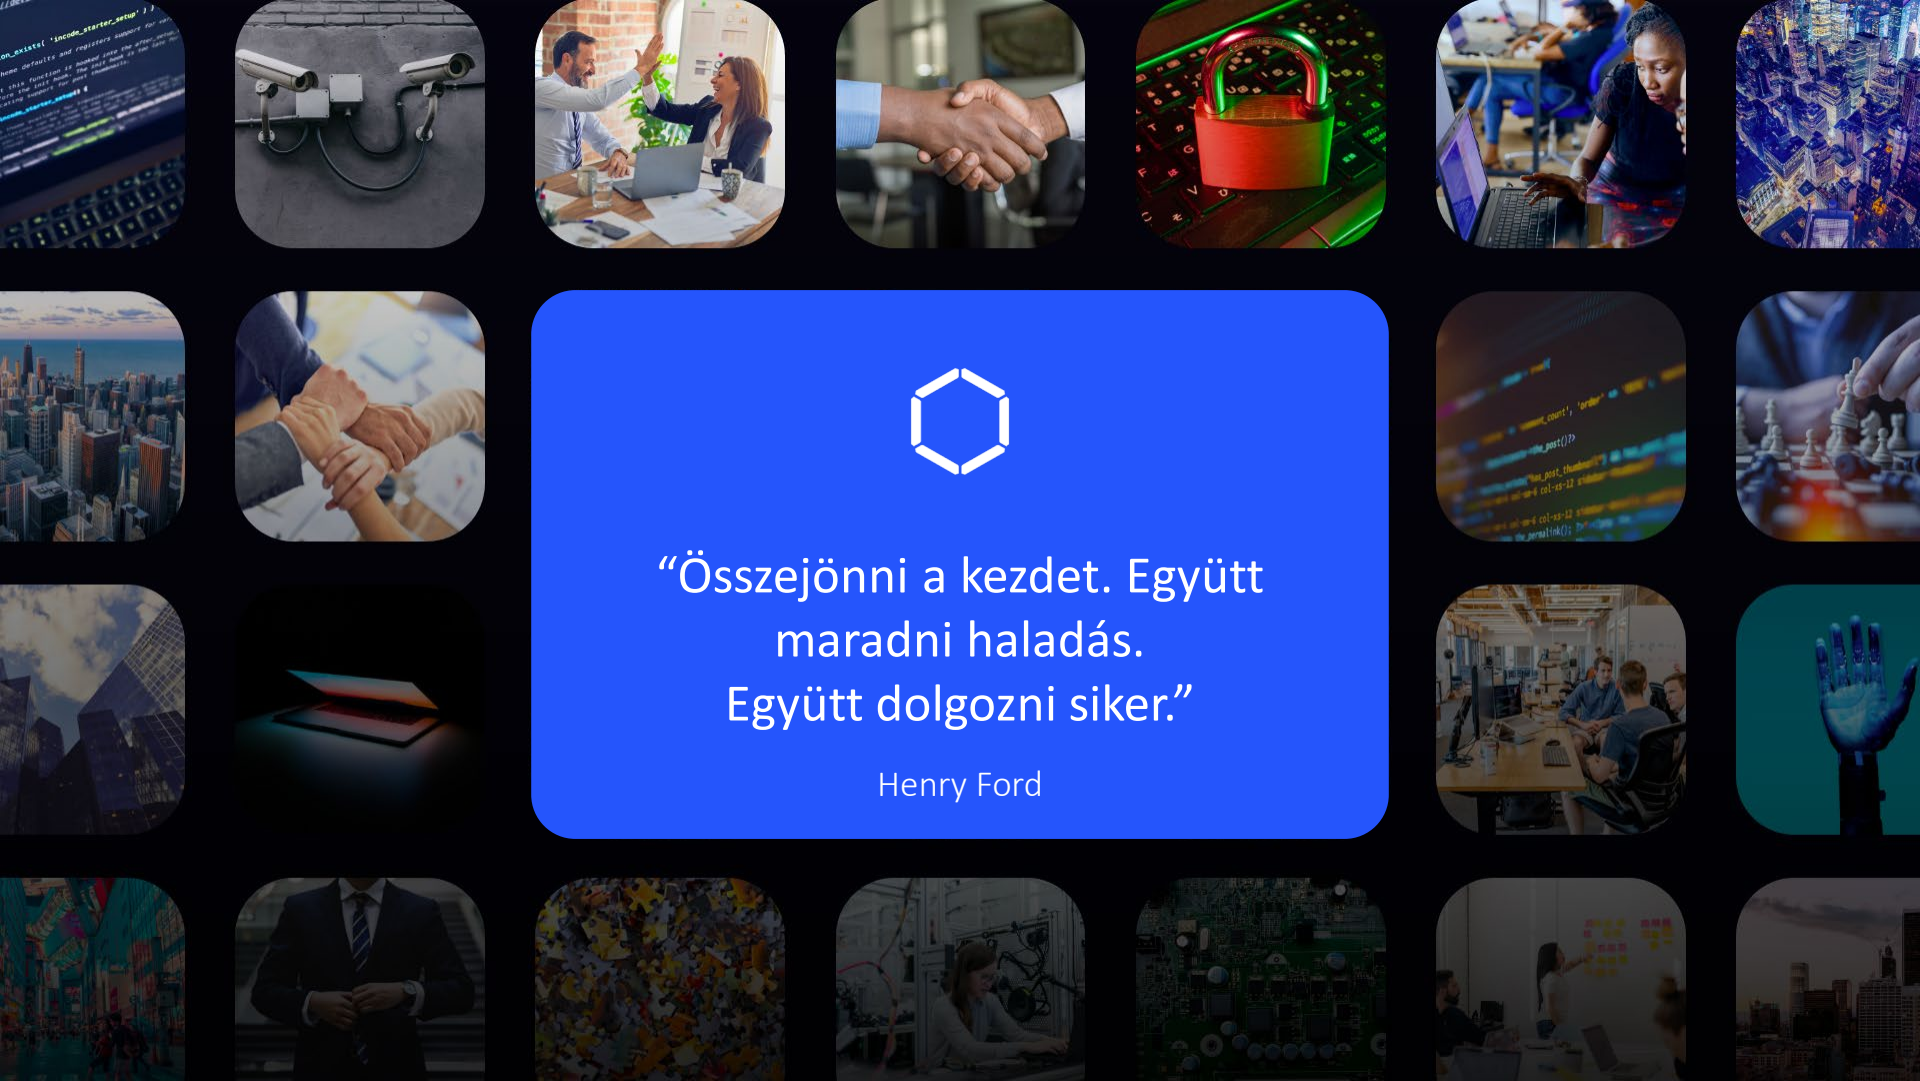 “Összejönni a kezdet. Együtt
maradni haladás.
Együtt dolgozni siker.”
Henry Ford